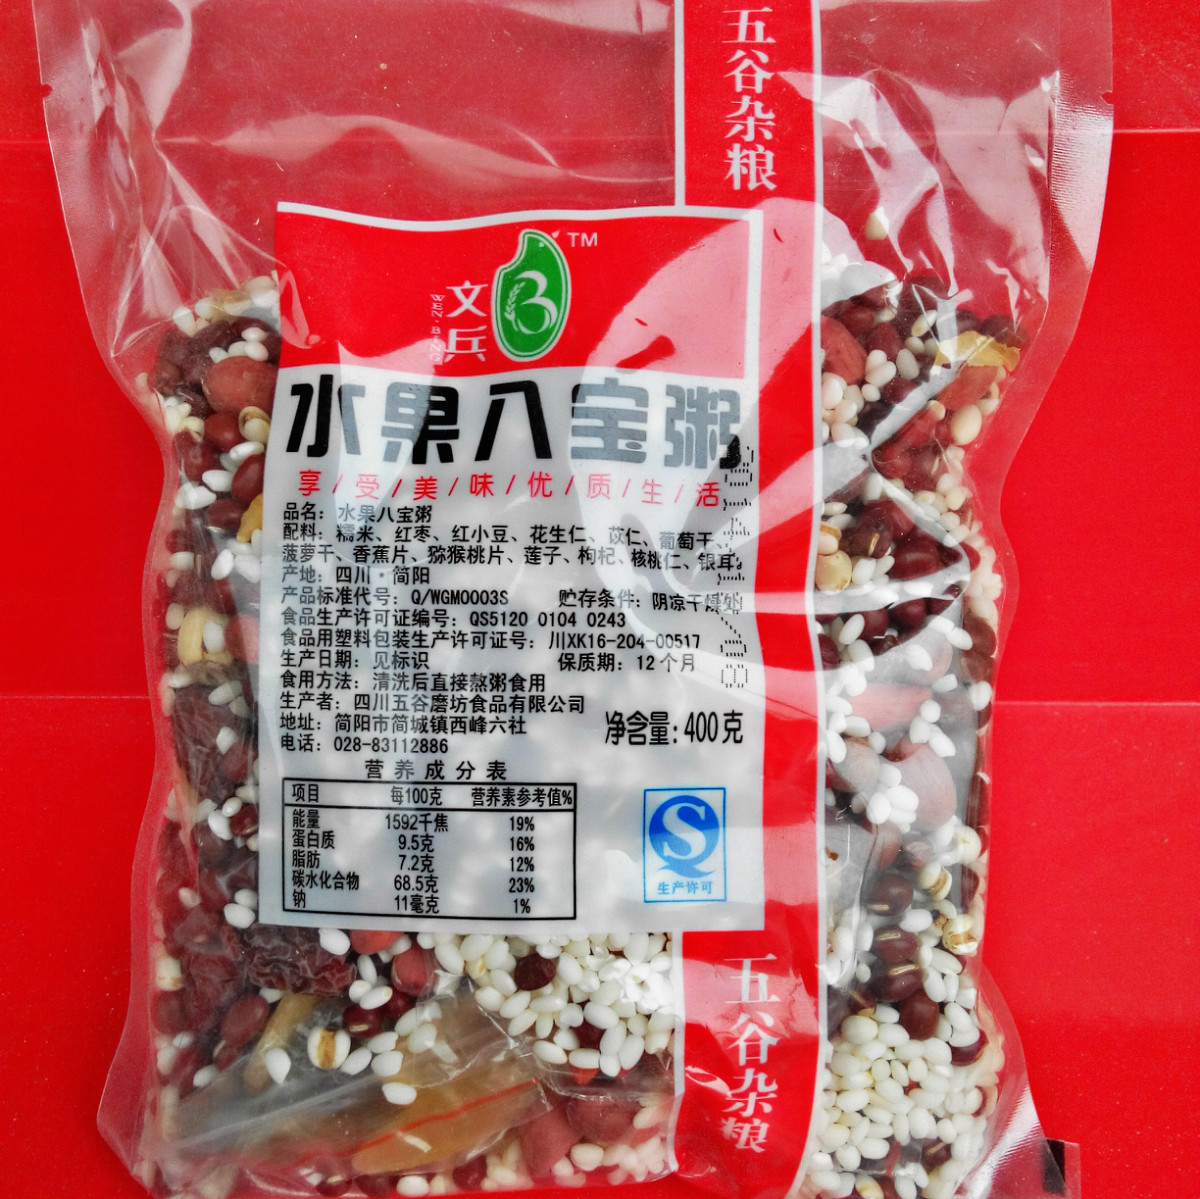 五谷杂粮
TM
文兵
WEN·BING
水果八宝粥
享/受/美/味/优/质/生/活
品名：水果八宝粥
配料：糯米、红枣、红小豆、花生仁、苡仁、葡萄干、
菠萝干、香蕉片、猕猴桃片、莲子、枸杞、核桃仁、银耳。
产地：四川·简阳
产品标准代号：Q/WGM0003S 贮存条件：阴凉干燥处
食品生产许可证编号：QS5120 0104 0243
食品用塑料包装生产许可证号：川XK16-204-00517
生产日期：见标识 保质期：12个月
食用方法：清洗后直接熬粥食用
生产者：四川五谷磨坊食品有限公司
地址：简阳市简城镇西峰六社
电话：028-83112886
净含量：400克
营养成分表
项目 每100克 营养素参考值%
能量 1592千焦 19%
蛋白质 9.5克 16%
脂肪 7.2克 12%
碳水化合物 68.5克 23%
钠 11毫克 1%
生产许可
五谷杂粮